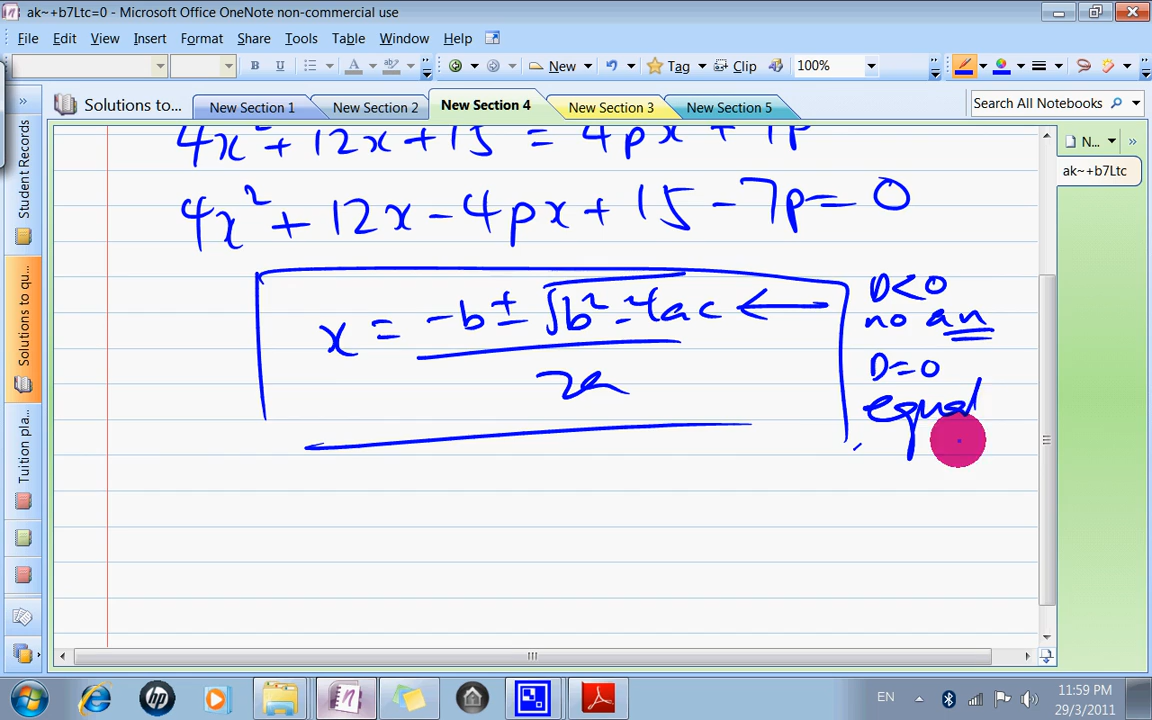 ak~+b7Ltc=0 - Microsoft Office OneNote non-commercial use
File Edit View Insert Format Share Tools Table Window Help
B U A ab New Tag Clip 100%
Solutions to... New Section 1 New Section 2 New Section 4 New Section 3 New Section 5 Search All Notebooks
N...
ak~+b7Ltc
Student Records
Solutions to qu...
Tuition pla...
4x² + 12x + 15 = 4px + 7p
4x² + 12x - 4px + 15 - 7p = 0
x = -b ± √b² - 4ac
2a
D<0
no an
D=0
equal
EN 11:59 PM
29/3/2011